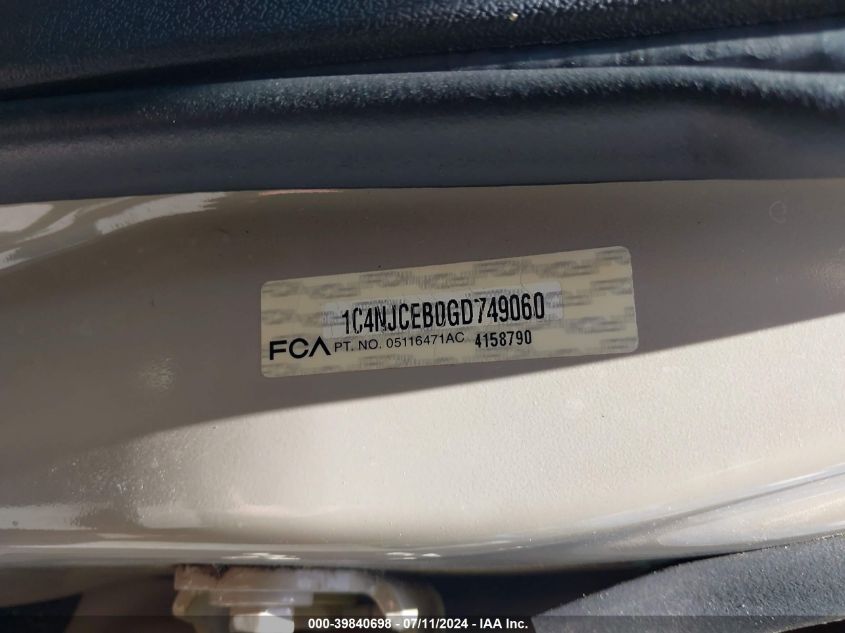 1C4NJCEB0GD749060
FCA PT. NO. 05116471AC 4158790
000-39840698 - 07/11/2024 - IAA Inc.